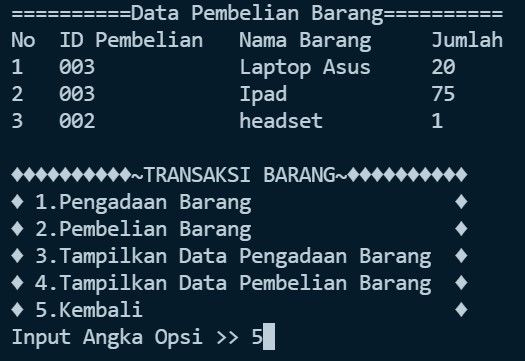 ==========Data Pembelian Barang==========
No  ID Pembelian   Nama Barang     Jumlah
1   003            Laptop Asus     20
2   003            Ipad            75
3   002            headset         1
♦♦♦♦♦♦♦♦♦♦~TRANSAKSI BARANG~♦♦♦♦♦♦♦♦♦♦
♦ 1.Pengadaan Barang                 ♦
♦ 2.Pembelian Barang                 ♦
♦ 3.Tampilkan Data Pengadaan Barang  ♦
♦ 4.Tampilkan Data Pembelian Barang  ♦
♦ 5.Kembali                          ♦
Input Angka Opsi >> 5